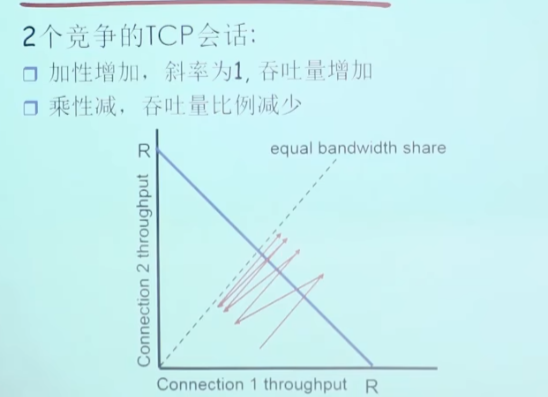 2个竞争的TCP会话:
加性增加，斜率为1, 吞吐量增加
乘性减，吞吐量比例减少
R
equal bandwidth share
Connection 2 throughput
Connection 1 throughput R